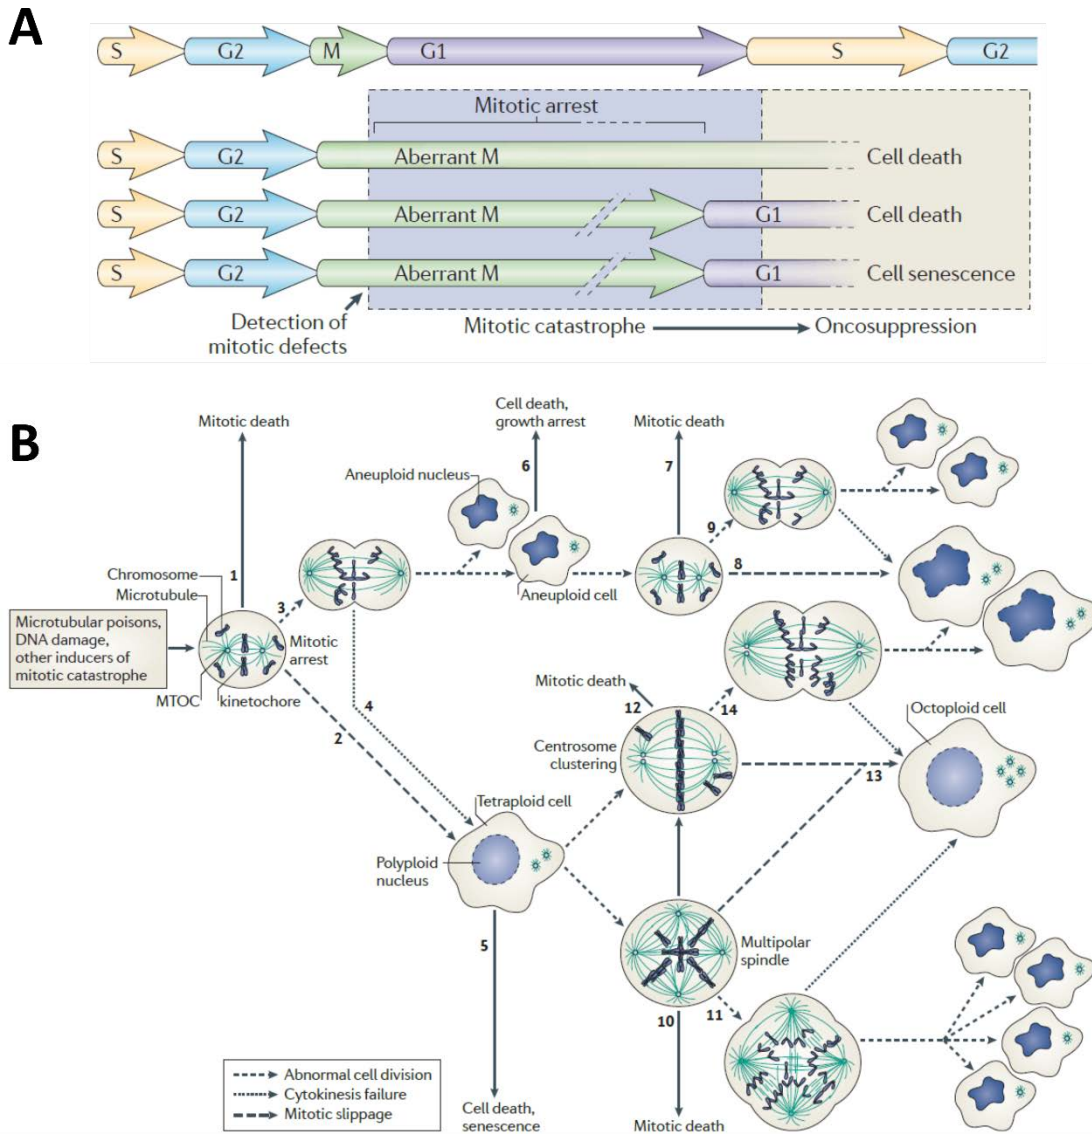 A
S G2 M G1 S G2
Mitotic arrest
S G2 Aberrant M Cell death
S G2 Aberrant M G1 Cell death
S G2 Aberrant M G1 Cell senescence
Detection of
mitotic defects
Mitotic catastrophe
Oncosuppression
B
Mitotic death
1
Chromosome
Microtubule
Microtubular poisons,
DNA damage,
other inducers of
mitotic catastrophe
MTOC
kinetochore
Mitotic
arrest
3
2
4
Aneuploid nucleus
Cell death,
growth arrest
6
Aneuploid cell
Mitotic death
7
9
8
Mitotic death
12
14
Centrosome
clustering
13
Octoploid cell
Tetraploid cell
Polyploid
nucleus
5
Cell death,
senescence
Multipolar
spindle
10
11
Mitotic death
Abnormal cell division
Cytokinesis failure
Mitotic slippage